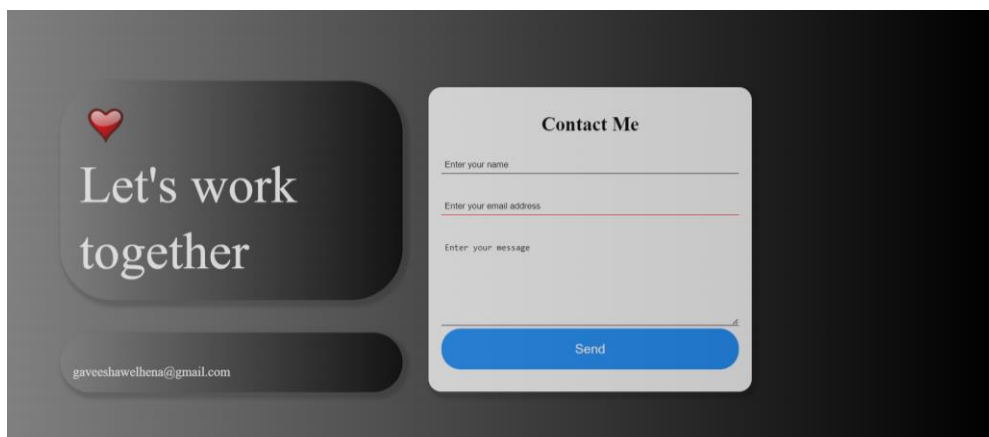 Let's work
together
gaveeshawelhena@gmail.com
Contact Me
Enter your name
Enter your email address
Enter your message
Send